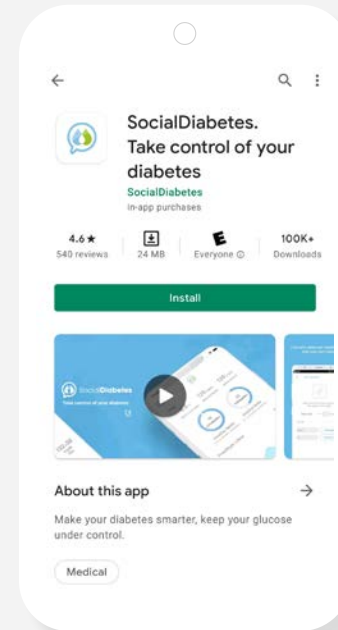 SocialDiabetes.
Take control of your
diabetes
SocialDiabetes
In-app purchases
4.6★
540 reviews
24 MB
E
Everyone
100K+
Downloads
Install
SocialDiabetes
Take control of your diabetes
About this app
Make your diabetes smarter, keep your glucose
under control.
Medical